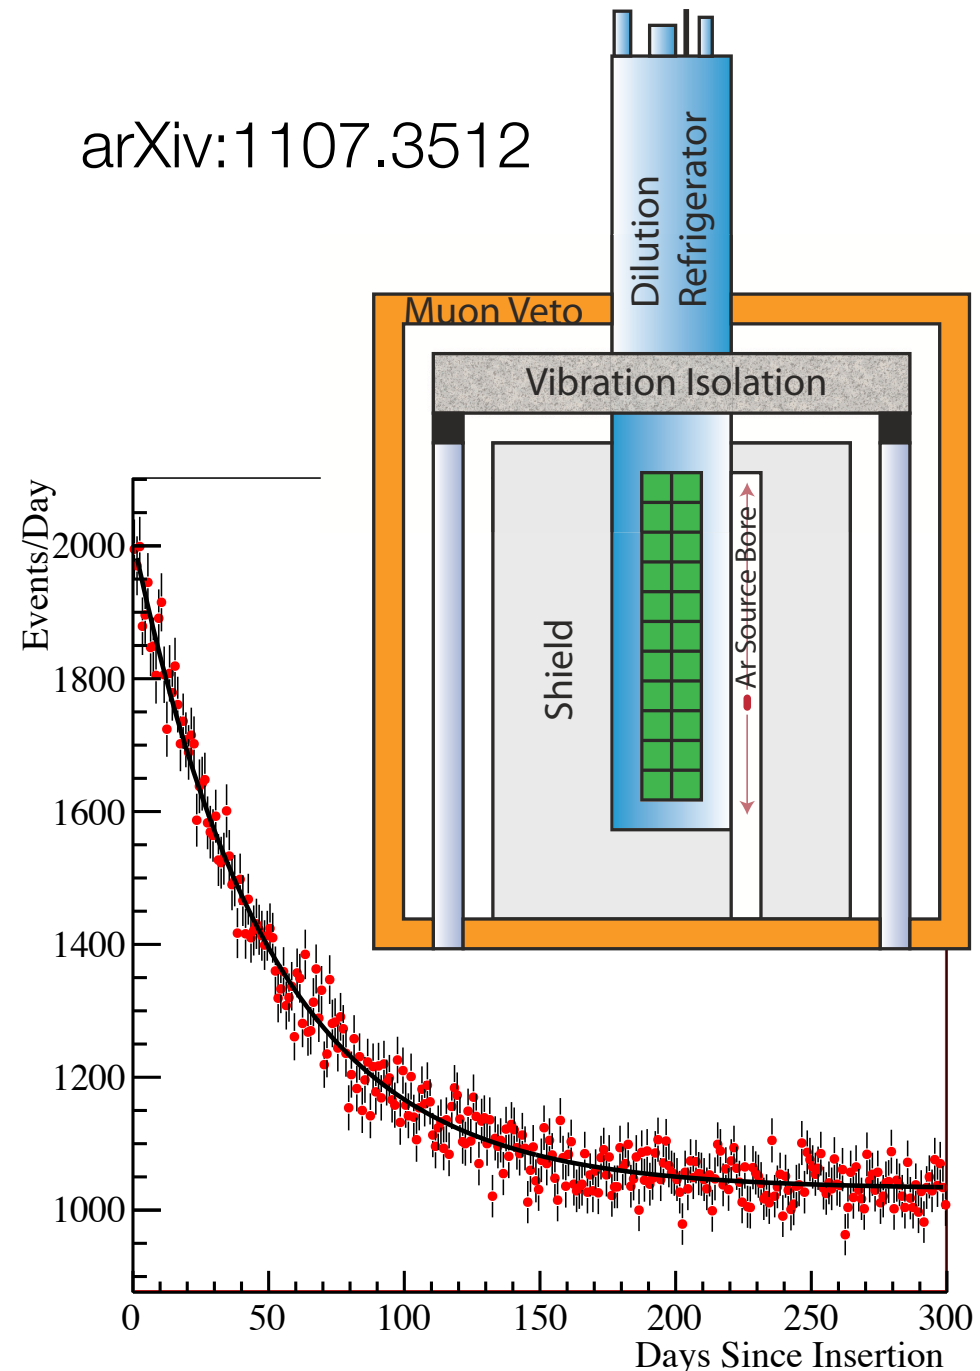 arXiv:1107.3512
Dilution
Refrigerator
Muon Veto
Vibration Isolation
Shield
Ar Source Bore
Events/Day
2000
1800
1600
1400
1200
1000
0
50
100
150
200
250
300
Days Since Insertion